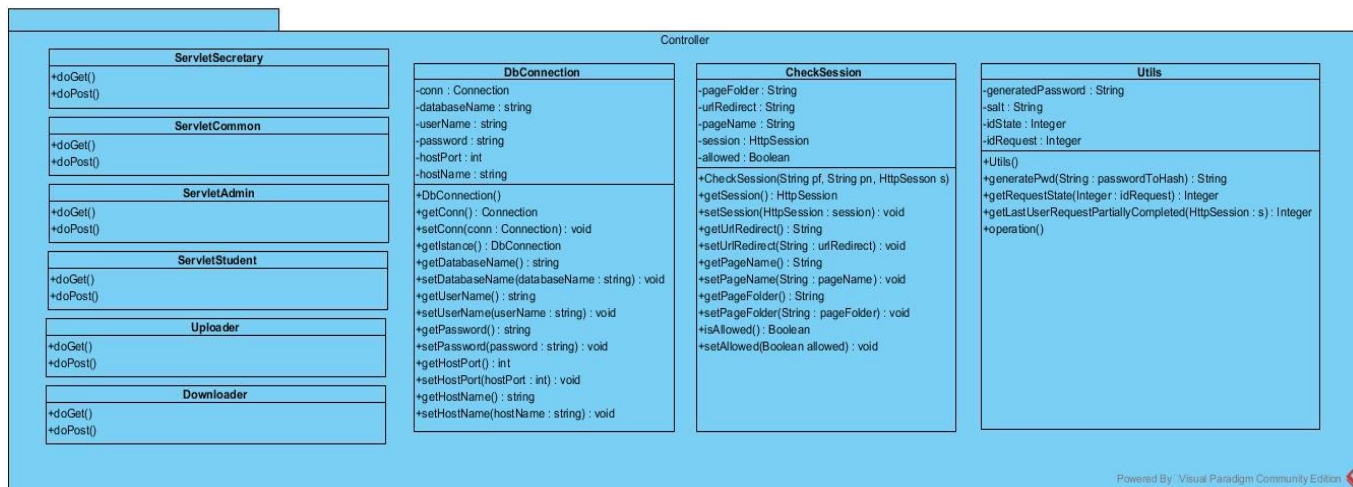 Controller
ServletSecretary
+doGet()
+doPost()
ServletCommon
+doGet()
+doPost()
ServletAdmin
+doGet()
+doPost()
ServletStudent
+doGet()
+doPost()
Uploader
+doGet()
+doPost()
Downloader
+doGet()
+doPost()
DbConnection
-conn : Connection
-databaseName : string
-userName : string
-password : string
-hostPort : int
-hostName : string
+DbConnection()
+getConn() : Connection
+setConn(conn : Connection) : void
+getIstance() : DbConnection
+getDatabaseName() : string
+setDatabaseName(databaseName : string) : void
+getUserName() : string
+setUserName(userName : string) : void
+getPassword() : string
+setPassword(password : string) : void
+getHostPort() : int
+setHostPort(hostPort : int) : void
+getHostName() : string
+setHostName(hostName : string) : void
CheckSession
-pageFolder : String
-urlRedirect : String
-pageName : String
-session : HttpSession
-allowed : Boolean
+CheckSession(String pf, String pn, HttpSesson s)
+getSession() : HttpSession
+setSession(HttpSession : session) : void
+getUrlRedirect() : String
+setUrlRedirect(String : urlRedirect) : void
+getPageName() : String
+setPageName(String : pageName) : void
+getPageFolder() : String
+setPageFolder(String : pageFolder) : void
+isAllowed() : Boolean
+setAllowed(Boolean allowed) : void
Utils
-generatedPassword : String
-salt : String
-idState : Integer
-idRequest : Integer
+Utils()
+generatePwd(String : passwordToHash) : String
+getRequestState(Integer : idRequest) : Integer
+getLastUserRequestPartiallyCompleted(HttpSession : s) : Integer
+operation()
Powered By Visual Paradigm Community Edition